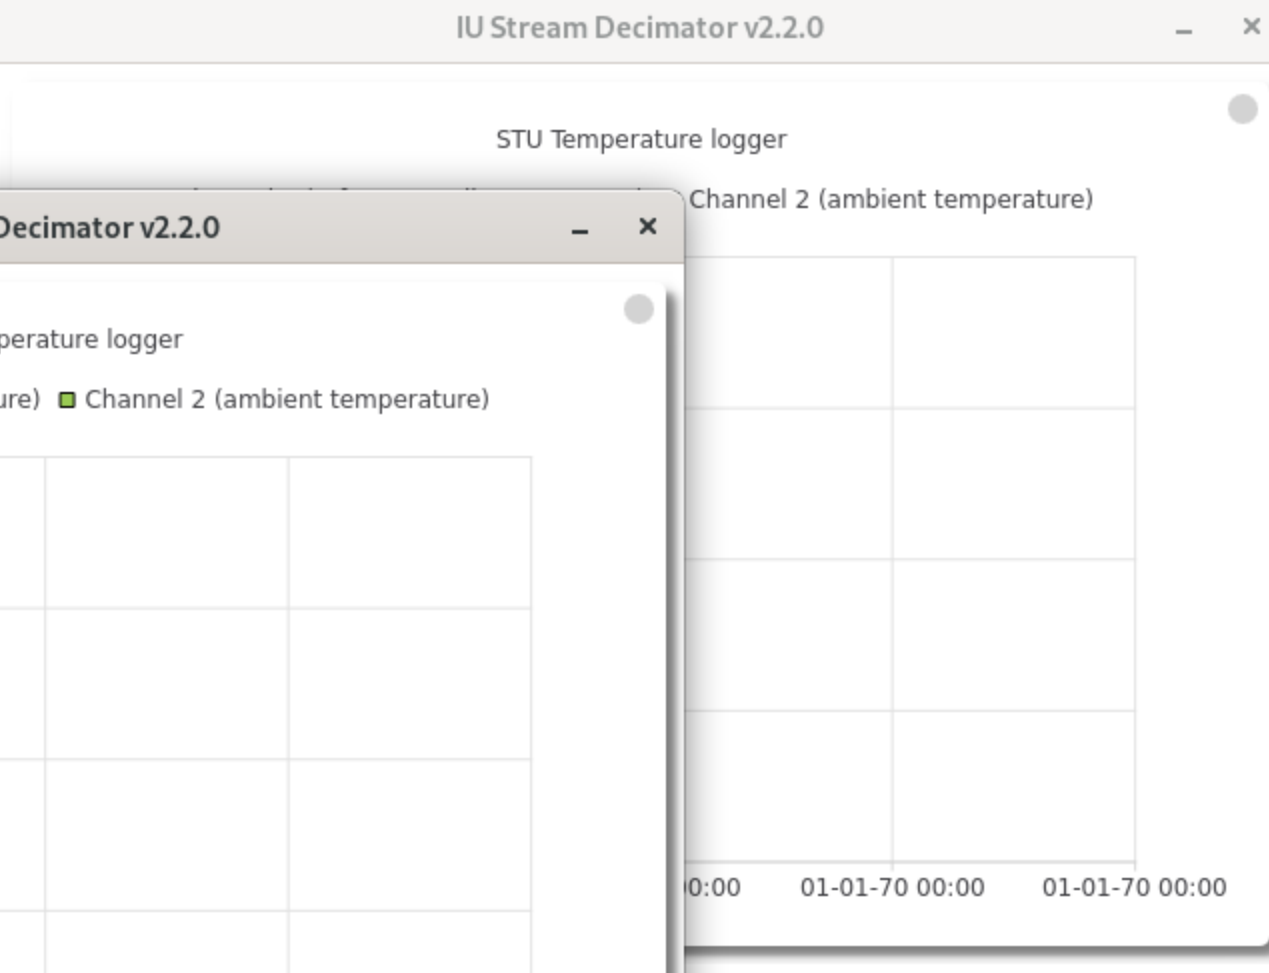 IU Stream Decimator v2.2.0
STU Temperature logger
Channel 2 (ambient temperature)
Decimator v2.2.0
perature logger
ure) Channel 2 (ambient temperature)
00:00 01-01-70 00:00 01-01-70 00:00